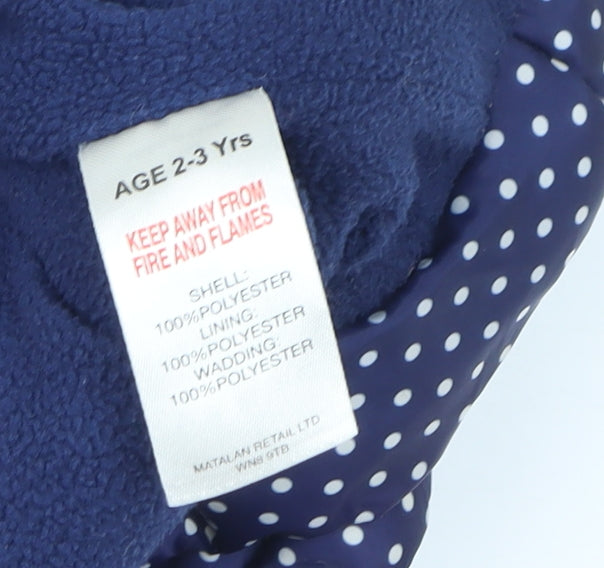 AGE 2-3 Yrs
KEEP AWAY FROM
FIRE AND FLAMES
SHELL:
100%POLYESTER
LINING:
100%POLYESTER
WADDING:
100%POLYESTER
MATALAN RETAIL LTD
WN8 9TB